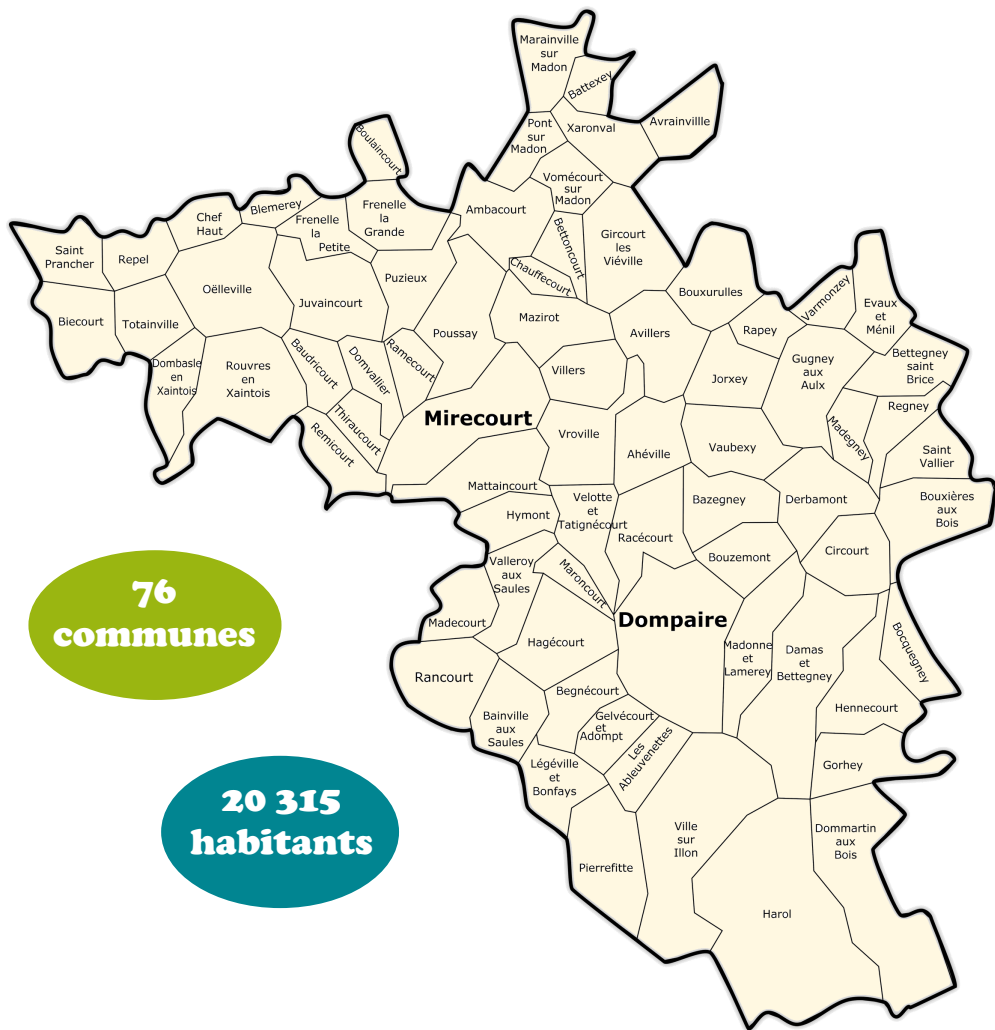 Marainville
sur
Madon
Battexey
Avrainvillle
Pont
sur
Madon
Xaronval
Boulaincourt
Vomécourt
sur
Madon
Blemerey
Chef
Haut
Frenelle
la
Petite
Frenelle
la
Grande
Ambacourt
Bettoncourt
Gircourt
les
Viéville
Saint
Prancher
Repel
Oëlleville
Juvaincourt
Puzieux
Chauffecourt
Bouxurulles
Varmonzey
Evaux
et
Ménil
Biecourt
Totainville
Poussay
Mazirot
Avillers
Rapey
Bettegney
saint
Brice
Dombasle
en
Xaintois
Rouvres
en
Xaintois
Baudricourt
Domvallier
Ramecourt
Villers
Jorxey
Gugney
aux
Aulx
Regney
Mirecourt
Thiraucourt
Remicourt
Vroville
Ahéville
Vaubexy
Madegney
Saint
Vallier
Mattaincourt
Hymont
Velotte
et
Tatignécourt
Racécourt
Bazegney
Derbamont
Bouxières
aux
Bois
Valleroy
aux
Saules
Maroncourt
Bouzemont
Circourt
76
communes
Madecourt
Hagécourt
Dompaire
Madonne
et
Lamerey
Damas
et
Bettegney
Bocquegney
Rancourt
Begnécourt
Gelvécourt
et
Adompt
Les
Ableuvenettes
Hennecourt
Bainville
aux
Saules
Légéville
et
Bonfays
Gorhey
20 315
habitants
Pierrefitte
Ville
sur
Illon
Dommartin
aux
Bois
Harol